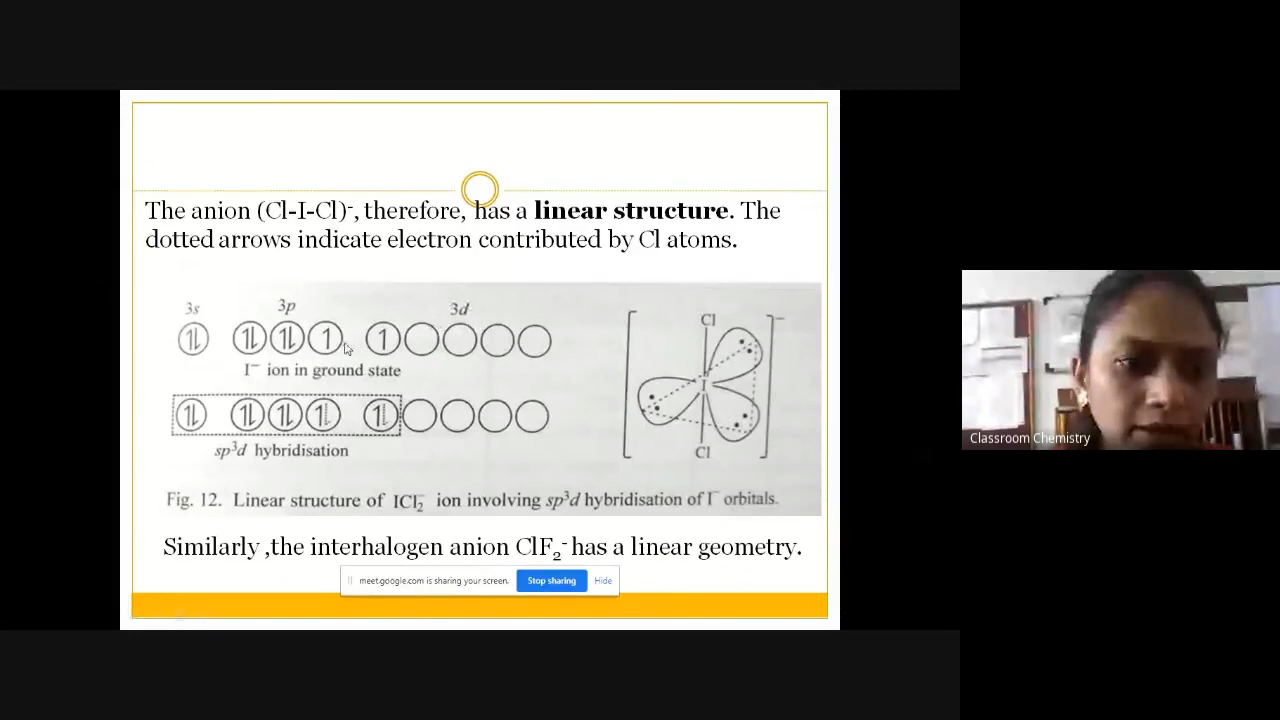 The anion (Cl-I-Cl)⁻, therefore, has a linear structure. The
dotted arrows indicate electron contributed by Cl atoms.
3s 3p 3d
I⁻ ion in ground state
sp³d hybridisation
Cl
I
Cl
Fig. 12. Linear structure of ICl₂⁻ ion involving sp³d hybridisation of I⁻ orbitals.
Similarly ,the interhalogen anion ClF₂⁻ has a linear geometry.
meet.google.com is sharing your screen. Stop sharing Hide
Classroom Chemistry